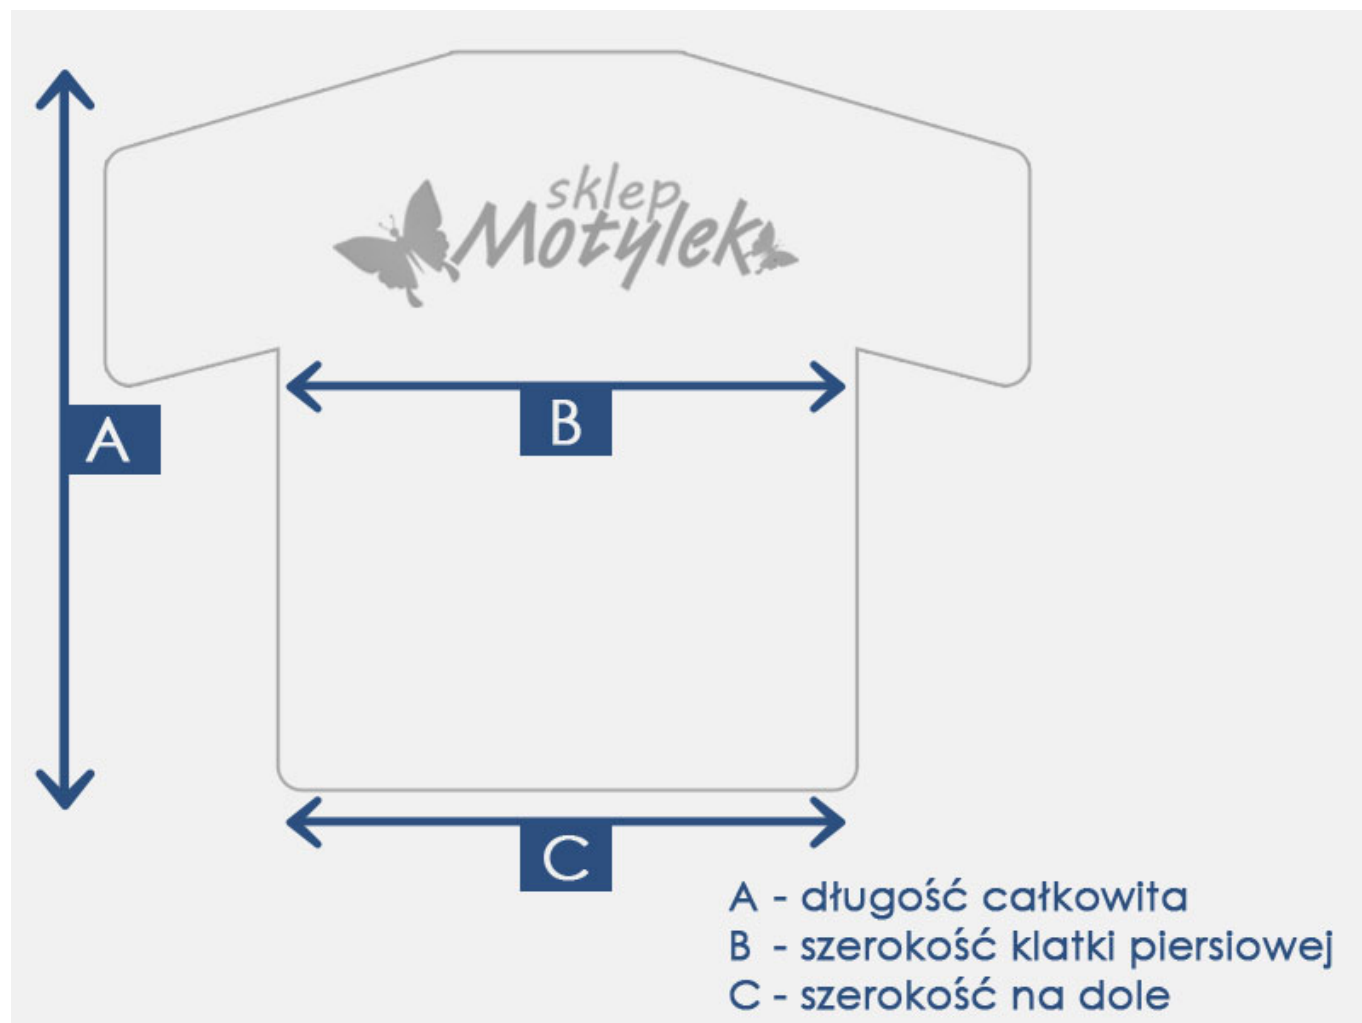 sklep
Motylek
A
B
C
A - długość całkowita
B - szerokość klatki piersiowej
C - szerokość na dole